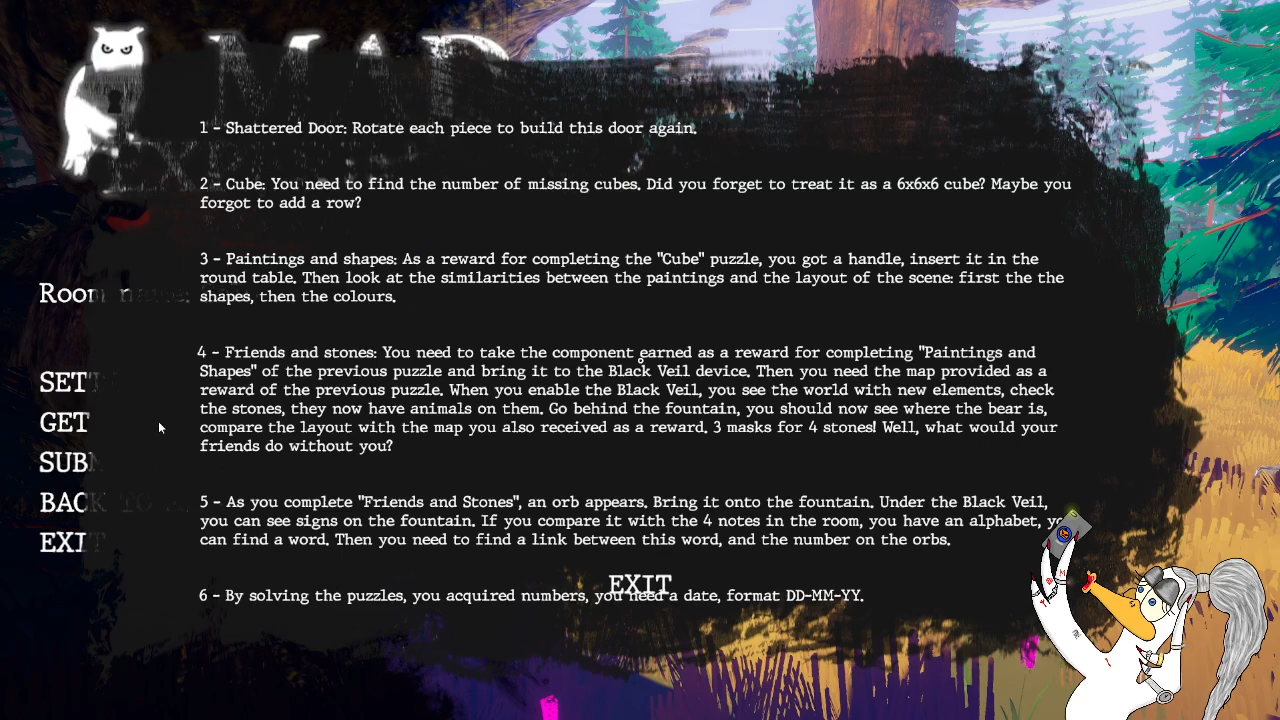 MAD
1 - Shattered Door: Rotate each piece to build this door again.
2 - Cube: You need to find the number of missing cubes. Did you forget to treat it as a 6x6x6 cube? Maybe you
forgot to add a row?
3 - Paintings and shapes: As a reward for completing the "Cube" puzzle, you got a handle, insert it in the
round table. Then look at the similarities between the paintings and the layout of the scene: first the the
Room name: shapes, then the colours.
4 - Friends and stones: You need to take the component earned as a reward for completing "Paintings and
Shapes" of the previous puzzle and bring it to the Black Veil device. Then you need the map provided as a
SETT reward of the previous puzzle. When you enable the Black Veil, you see the world with new elements, check
the stones, they now have animals on them. Go behind the fountain, you should now see where the bear is,
GET compare the layout with the map you also received as a reward. 3 masks for 4 stones! Well, what would your
friends do without you?
SUBM
5 - As you complete "Friends and Stones", an orb appears. Bring it onto the fountain. Under the Black Veil,
BACK TO you can see signs on the fountain. If you compare it with the 4 notes in the room, you have an alphabet, yo
EXIT can find a word. Then you need to find a link between this word, and the number on the orbs.
EXIT
6 - By solving the puzzles, you acquired numbers, you need a date, format DD-MM-YY.